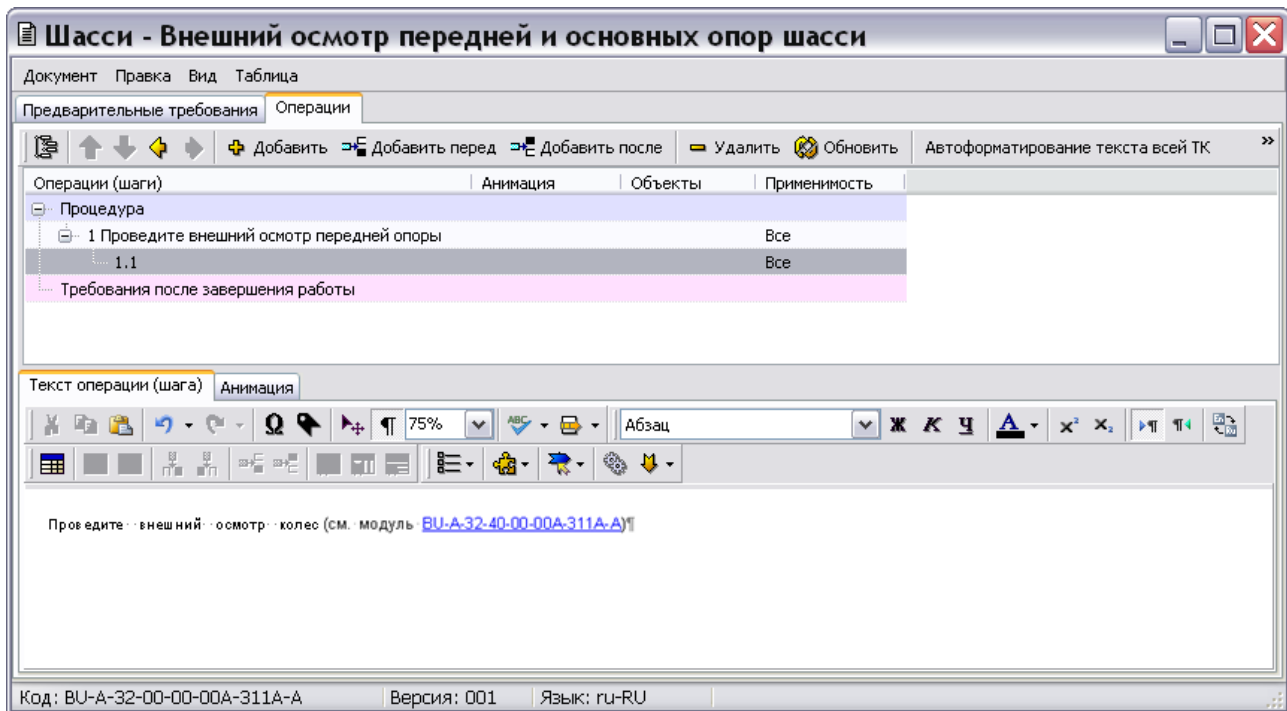 Шасси - Внешний осмотр передней и основных опор шасси
Документ Правка Вид Таблица
Предварительные требования Операции
Добавить Добавить перед Добавить после Удалить Обновить Автоформатирование текста всей ТК »
Операции (шаги) Анимация Объекты Применимость
Процедура
1 Проведите внешний осмотр передней опоры Все
1.1 Все
Требования после завершения работы
Текст операции (шага) Анимация
Ω ¶ 75% ABC Абзац Ж К Ч А x² x₂ ¶ ¶
Проведите внешний осмотр колес (см. модуль BU-A-32-40-00-00A-311A-A)¶
Код: BU-A-32-00-00-00A-311A-A Версия: 001 Язык: ru-RU